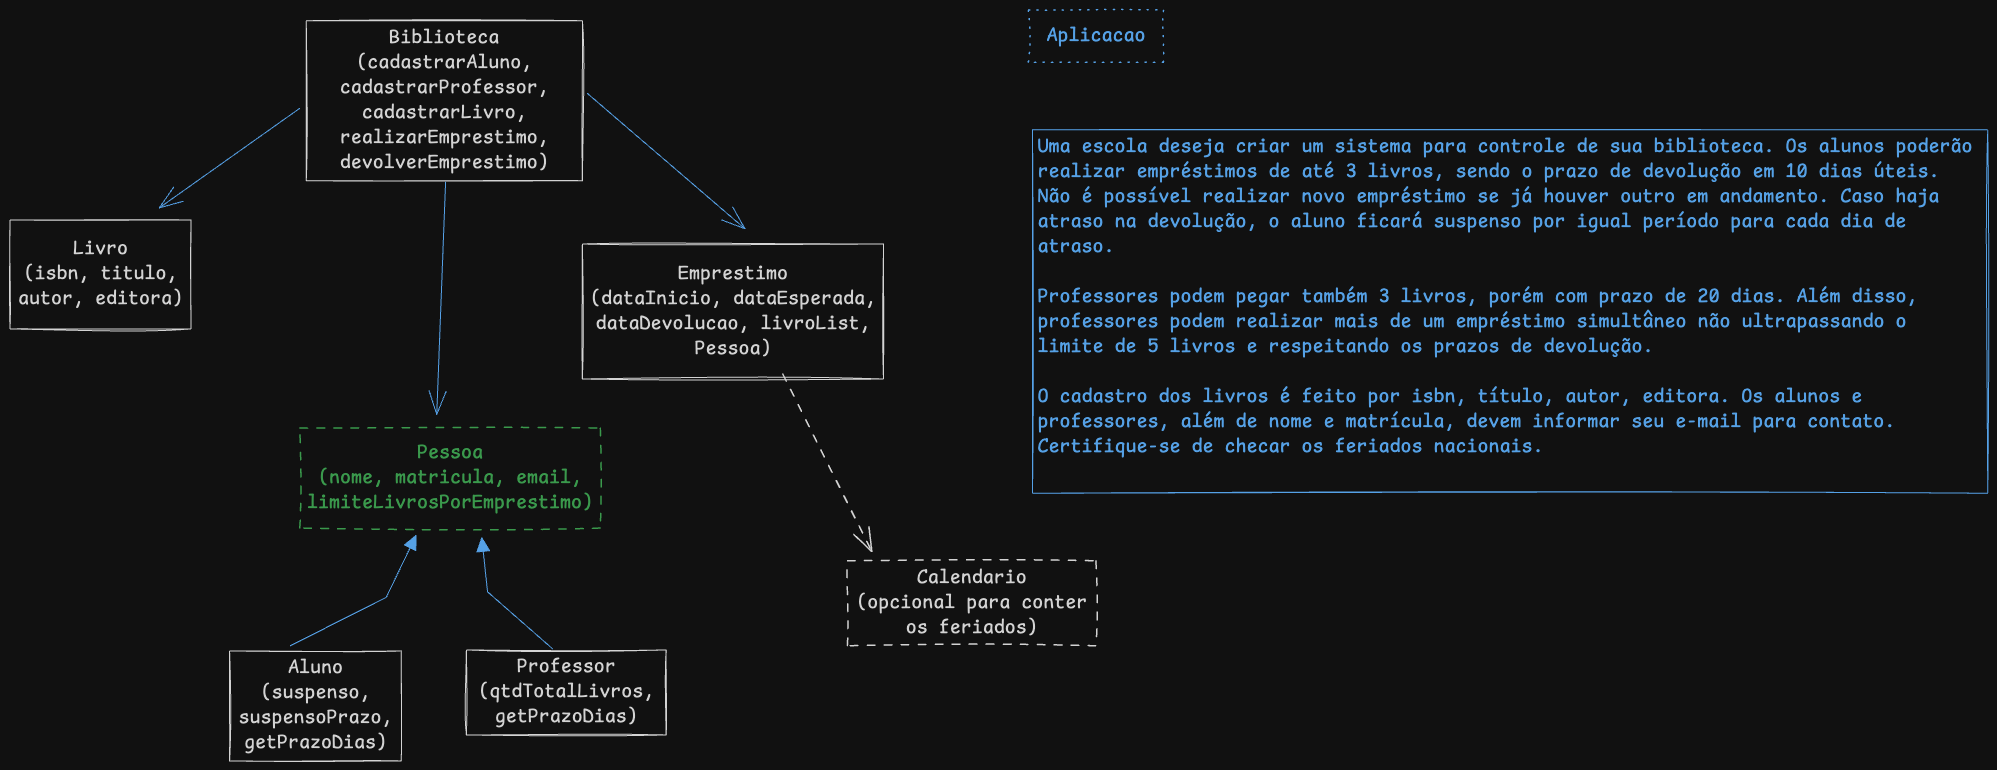 Biblioteca
(cadastrarAluno,
cadastrarProfessor,
cadastrarLivro,
realizarEmprestimo,
devolverEmprestimo)
Aplicacao
Uma escola deseja criar um sistema para controle de sua biblioteca. Os alunos poderão
realizar empréstimos de até 3 livros, sendo o prazo de devolução em 10 dias úteis.
Não é possível realizar novo empréstimo se já houver outro em andamento. Caso haja
atraso na devolução, o aluno ficará suspenso por igual período para cada dia de
atraso.
Professores podem pegar também 3 livros, porém com prazo de 20 dias. Além disso,
professores podem realizar mais de um empréstimo simultâneo não ultrapassando o
limite de 5 livros e respeitando os prazos de devolução.
O cadastro dos livros é feito por isbn, título, autor, editora. Os alunos e
professores, além de nome e matrícula, devem informar seu e-mail para contato.
Certifique-se de checar os feriados nacionais.
Livro
(isbn, titulo,
autor, editora)
Emprestimo
(dataInicio, dataEsperada,
dataDevolucao, livroList,
Pessoa)
Pessoa
(nome, matricula, email,
limiteLivrosPorEmprestimo)
Calendario
(opcional para conter
os feriados)
Aluno
(suspenso,
suspensoPrazo,
getPrazoDias)
Professor
(qtdTotalLivros,
getPrazoDias)